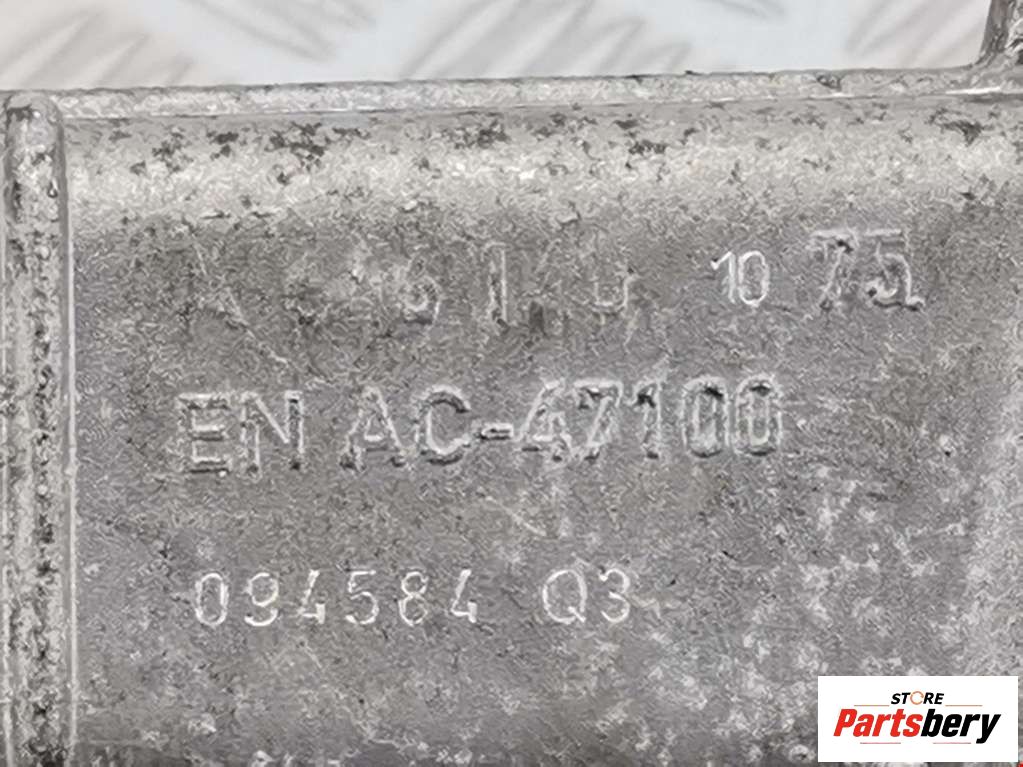 10 75
EN AC-47100
094584 Q3
STORE
Partsbery